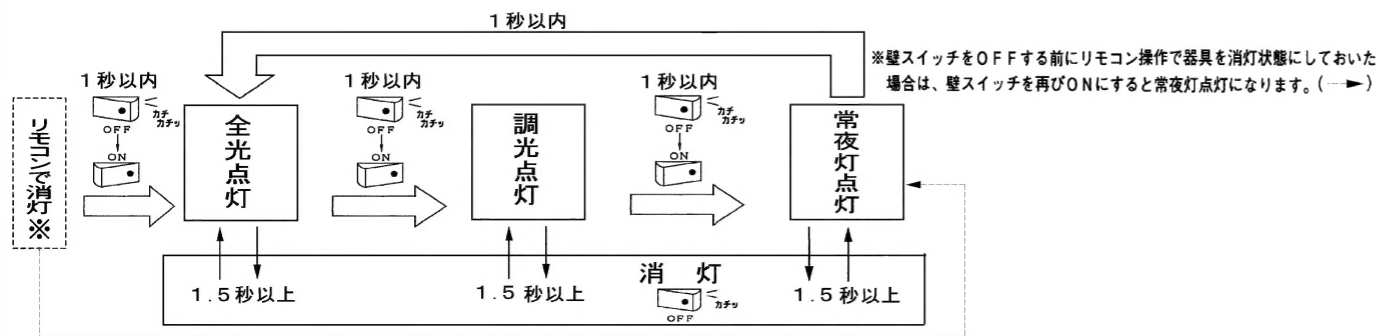 1秒以内
※壁スイッチをOFFする前にリモコン操作で器具を消灯状態にしておいた
場合は、壁スイッチを再びONにすると常夜灯点灯になります。(┄→)
リモコンで消灯※
1秒以内
カチ
カチッ
OFF
ON
全光点灯
1秒以内
カチ
カチッ
OFF
ON
調光点灯
1秒以内
カチ
カチッ
OFF
ON
常夜灯点灯
消 灯
カチッ
OFF
1.5秒以上
1.5秒以上
1.5秒以上